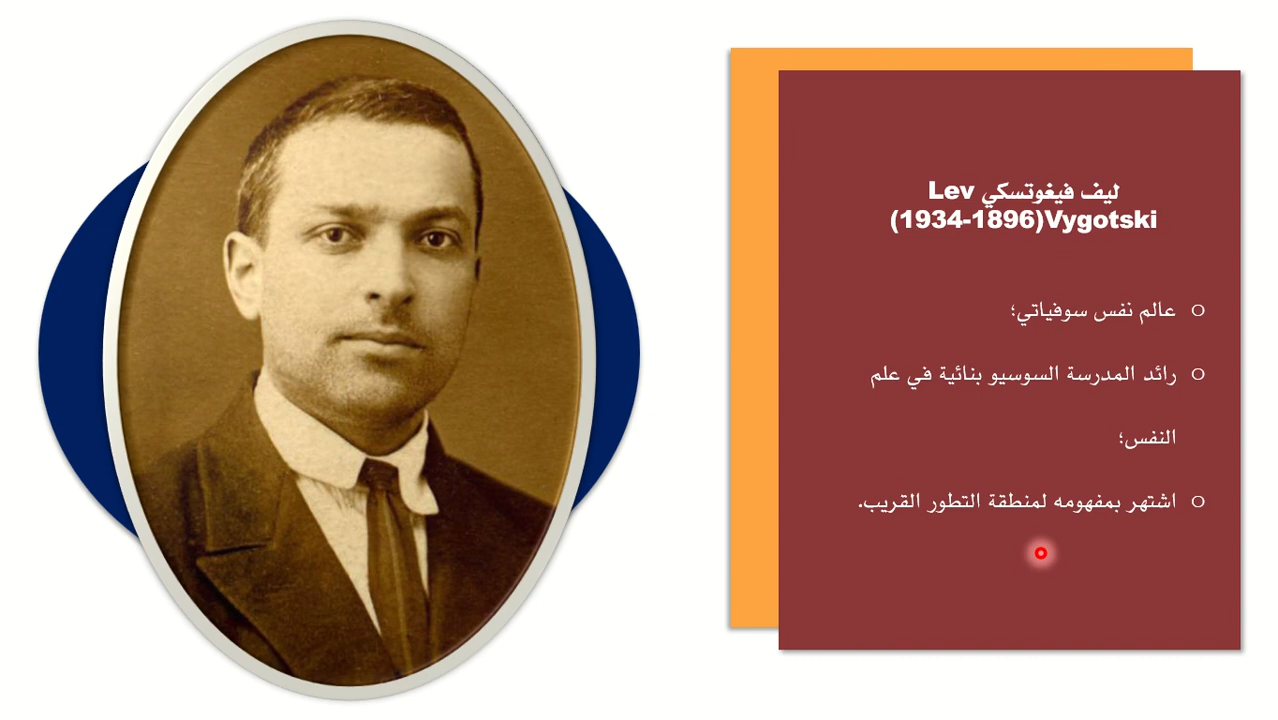 ليف فيغوتسكي Lev
Vygotski(1896-1934)
عالم نفس سوفياتي؛
رائد المدرسة السوسيو بنائية في علم
النفس؛
اشتهر بمفهومه لمنطقة التطور القريب.